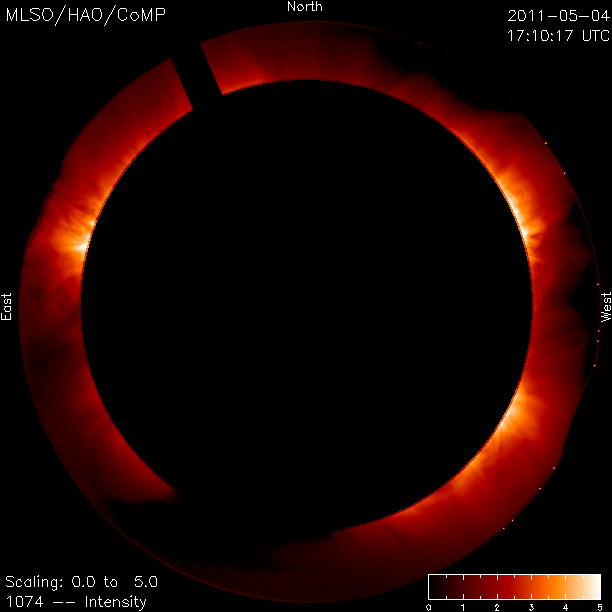 North
MLSO/HAO/CoMP
2011-05-04
17:10:17 UTC
East
West
Scaling: 0.0 to 5.0
1074 -- Intensity
0 1 2 3 4 5